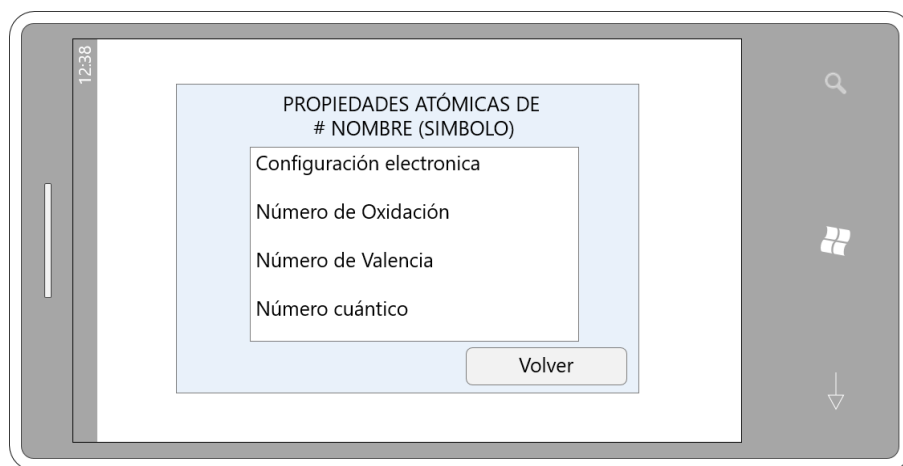 12:38
PROPIEDADES ATÓMICAS DE
# NOMBRE (SIMBOLO)
Configuración electronica
Número de Oxidación
Número de Valencia
Número cuántico
Volver